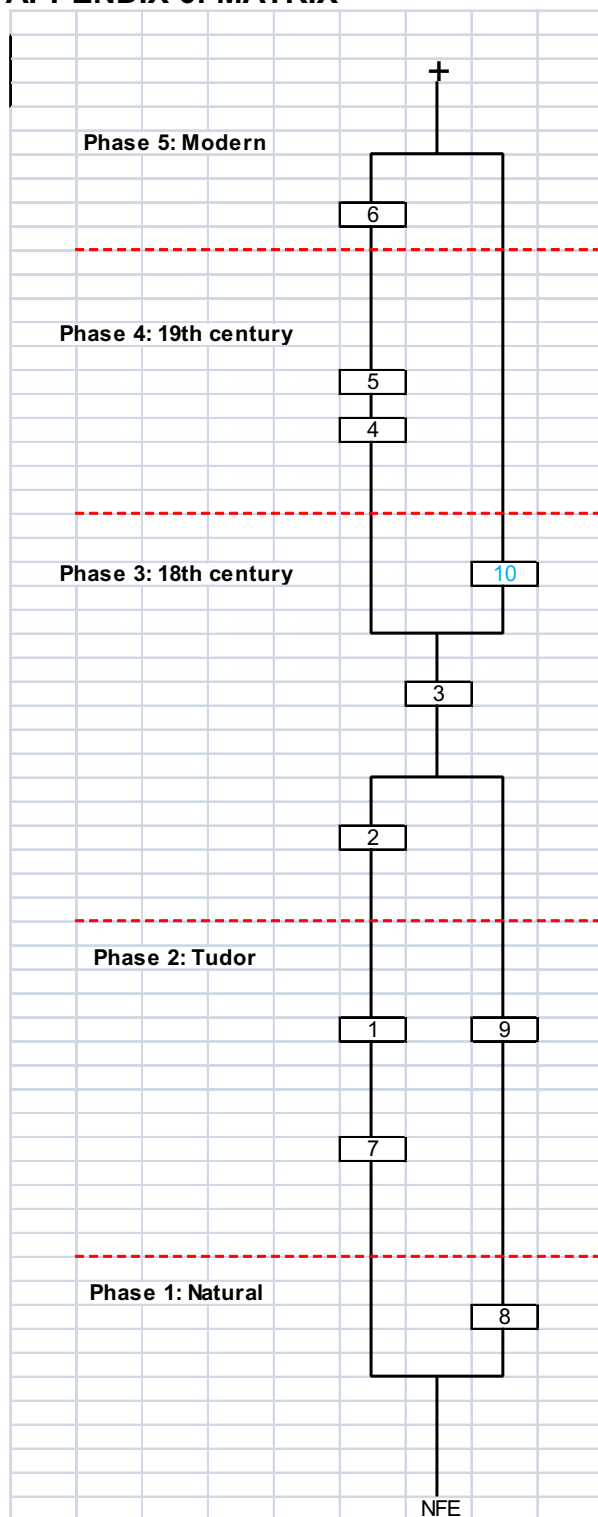 APPENDIX 3: MATRIX
+
Phase 5: Modern
6
Phase 4: 19th century
5
4
Phase 3: 18th century 10
3
2
Phase 2: Tudor
1 9
7
Phase 1: Natural
8
NFE